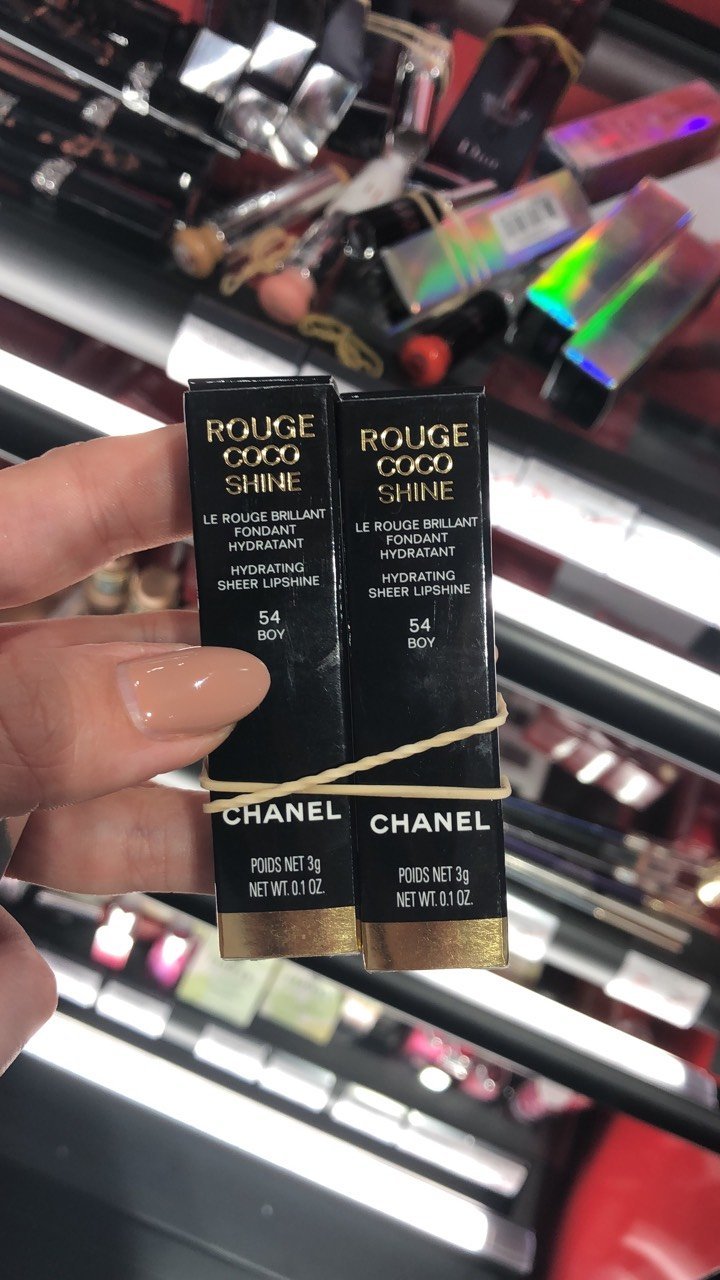 ROUGE
COCO
SHINE
LE ROUGE BRILLANT
FONDANT
HYDRATANT
HYDRATING
SHEER LIPSHINE
54
BOY
CHANEL
POIDS NET 3g
NET WT. 0.1 OZ.
ROUGE
COCO
SHINE
LE ROUGE BRILLANT
FONDANT
HYDRATANT
HYDRATING
SHEER LIPSHINE
54
BOY
CHANEL
POIDS NET 3g
NET WT. 0.1 OZ.